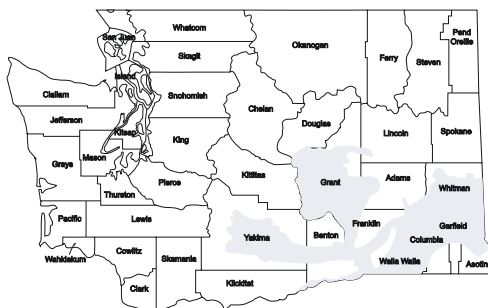 Whatcom
San Juan
Skagit
Island
Okanogan
Ferry
Steven
Pend
Oreille
Clallam
Snohomish
Chelan
Jefferson
Kitsap
Douglas
Lincoln
Spokane
King
Mason
Grays
Kittitas
Grant
Adams
Whitman
Pierce
Thurston
Pacific
Lewis
Yakima
Benton
Franklin
Garfield
Columbia
Wahkiakum
Cowlitz
Skamania
Walla Walla
Asotin
Clark
Klickitat